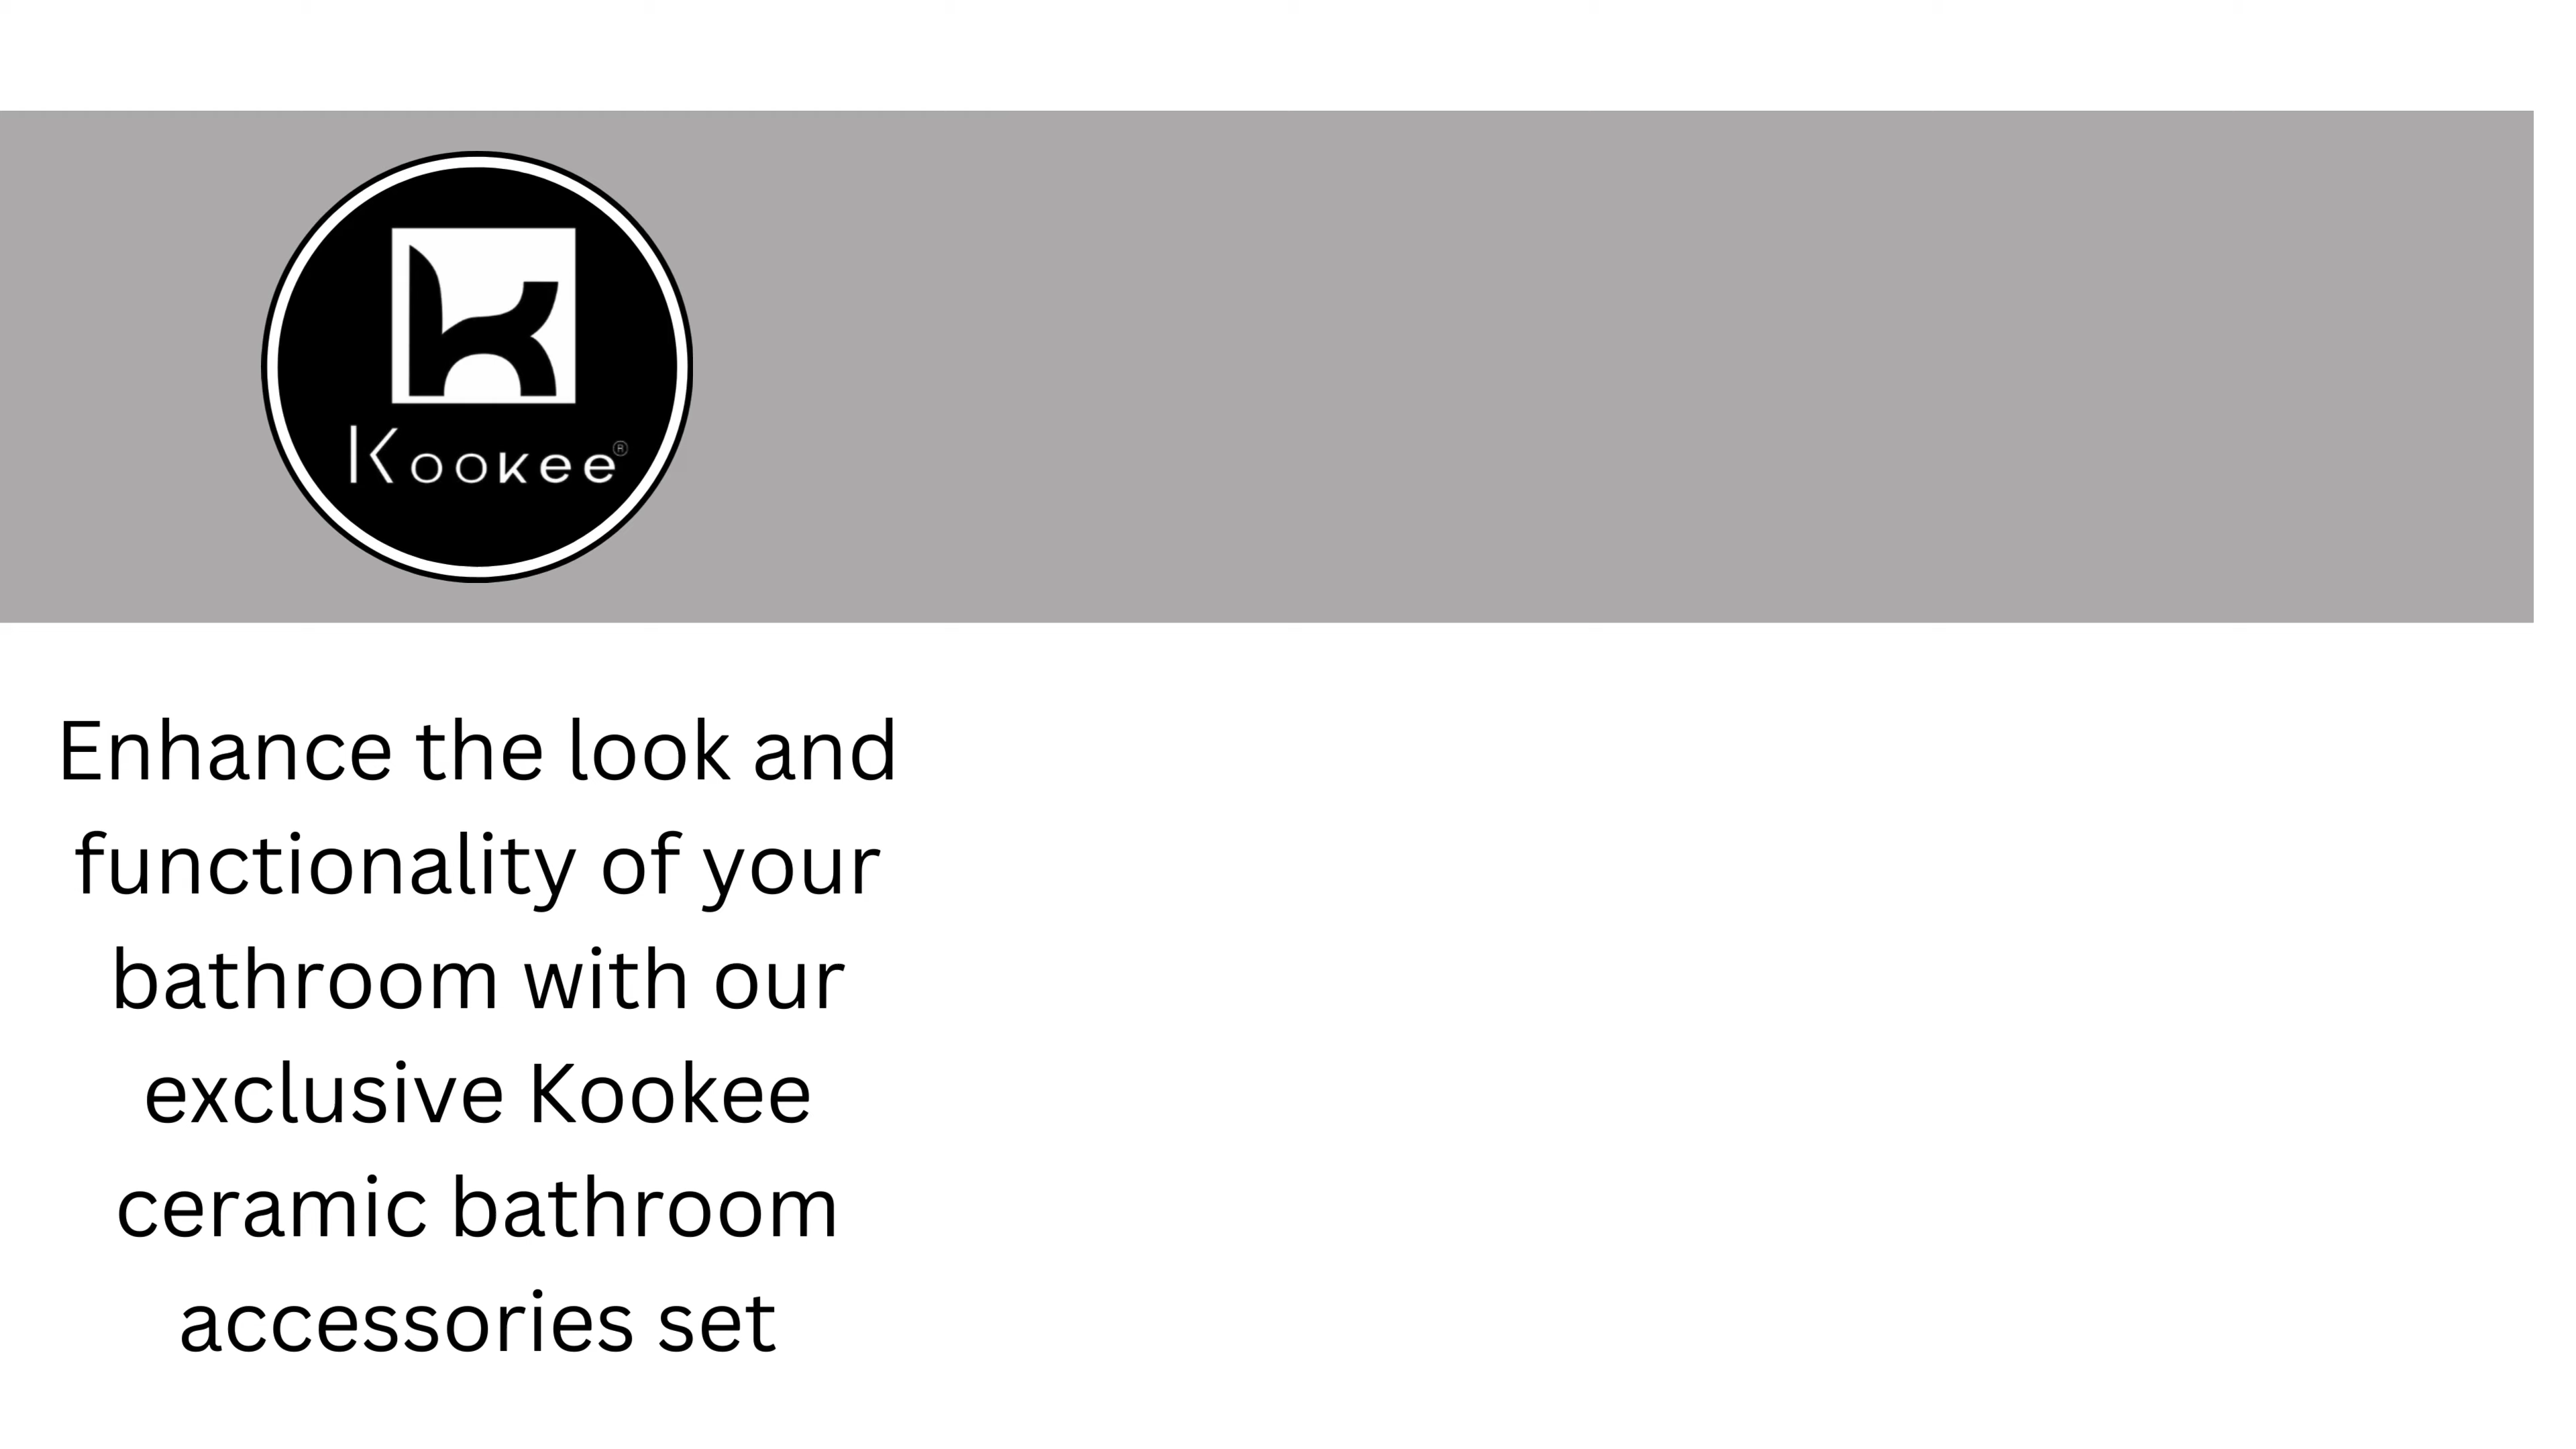 Kookee®
Enhance the look and
functionality of your
bathroom with our
exclusive Kookee
ceramic bathroom
accessories set